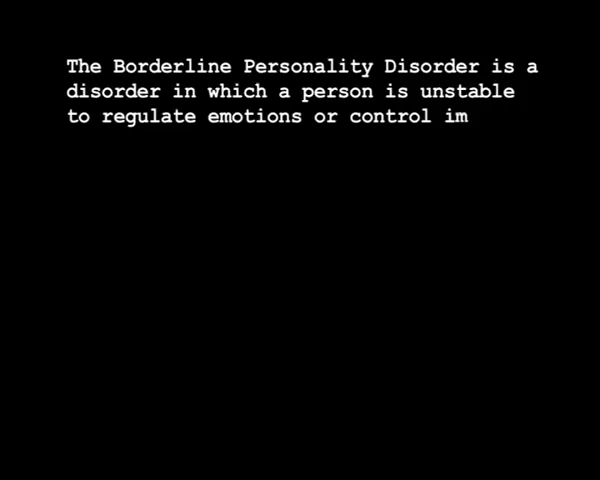 The Borderline Personality Disorder is a
disorder in which a person is unstable
to regulate emotions or control im